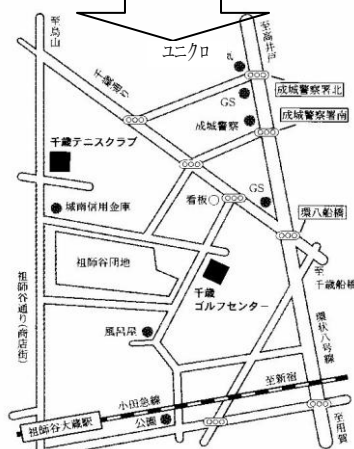 至烏山
ユニクロ
至高井戸
千歳通り
GS
成城警察署北
成城警察
成城警察署南
千歳テニスクラブ
城南信用金庫
看板
GS
環八船橋
祖師谷団地
千歳
ゴルフセンター
至
千歳船橋
祖師谷通り(商店街)
風呂屋
環状八号線
小田急線
至新宿
祖師谷大蔵駅
公園
至用賀